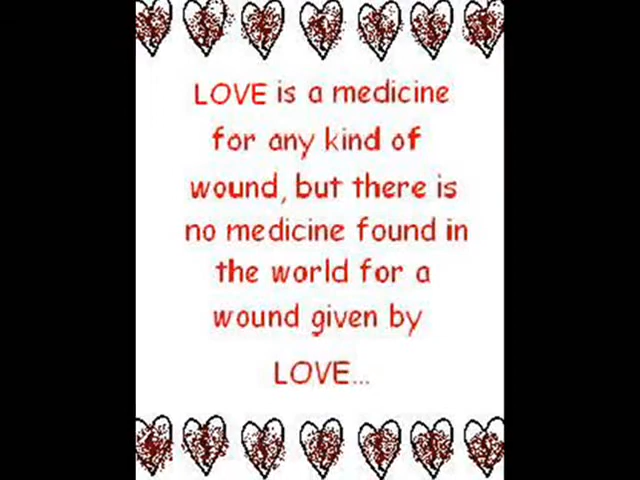 LOVE is a medicine
for any kind of
wound, but there is
no medicine found in
the world for a
wound given by
LOVE...